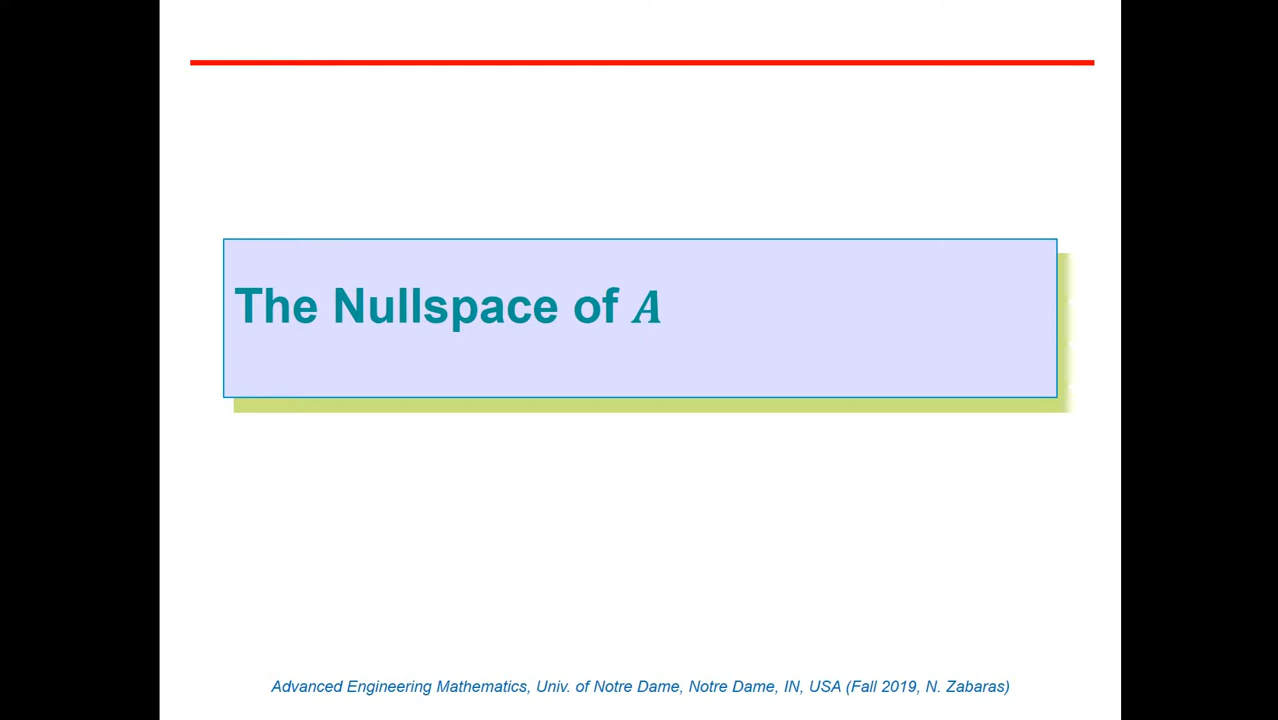 The Nullspace of A
Advanced Engineering Mathematics, Univ. of Notre Dame, Notre Dame, IN, USA (Fall 2019, N. Zabaras)